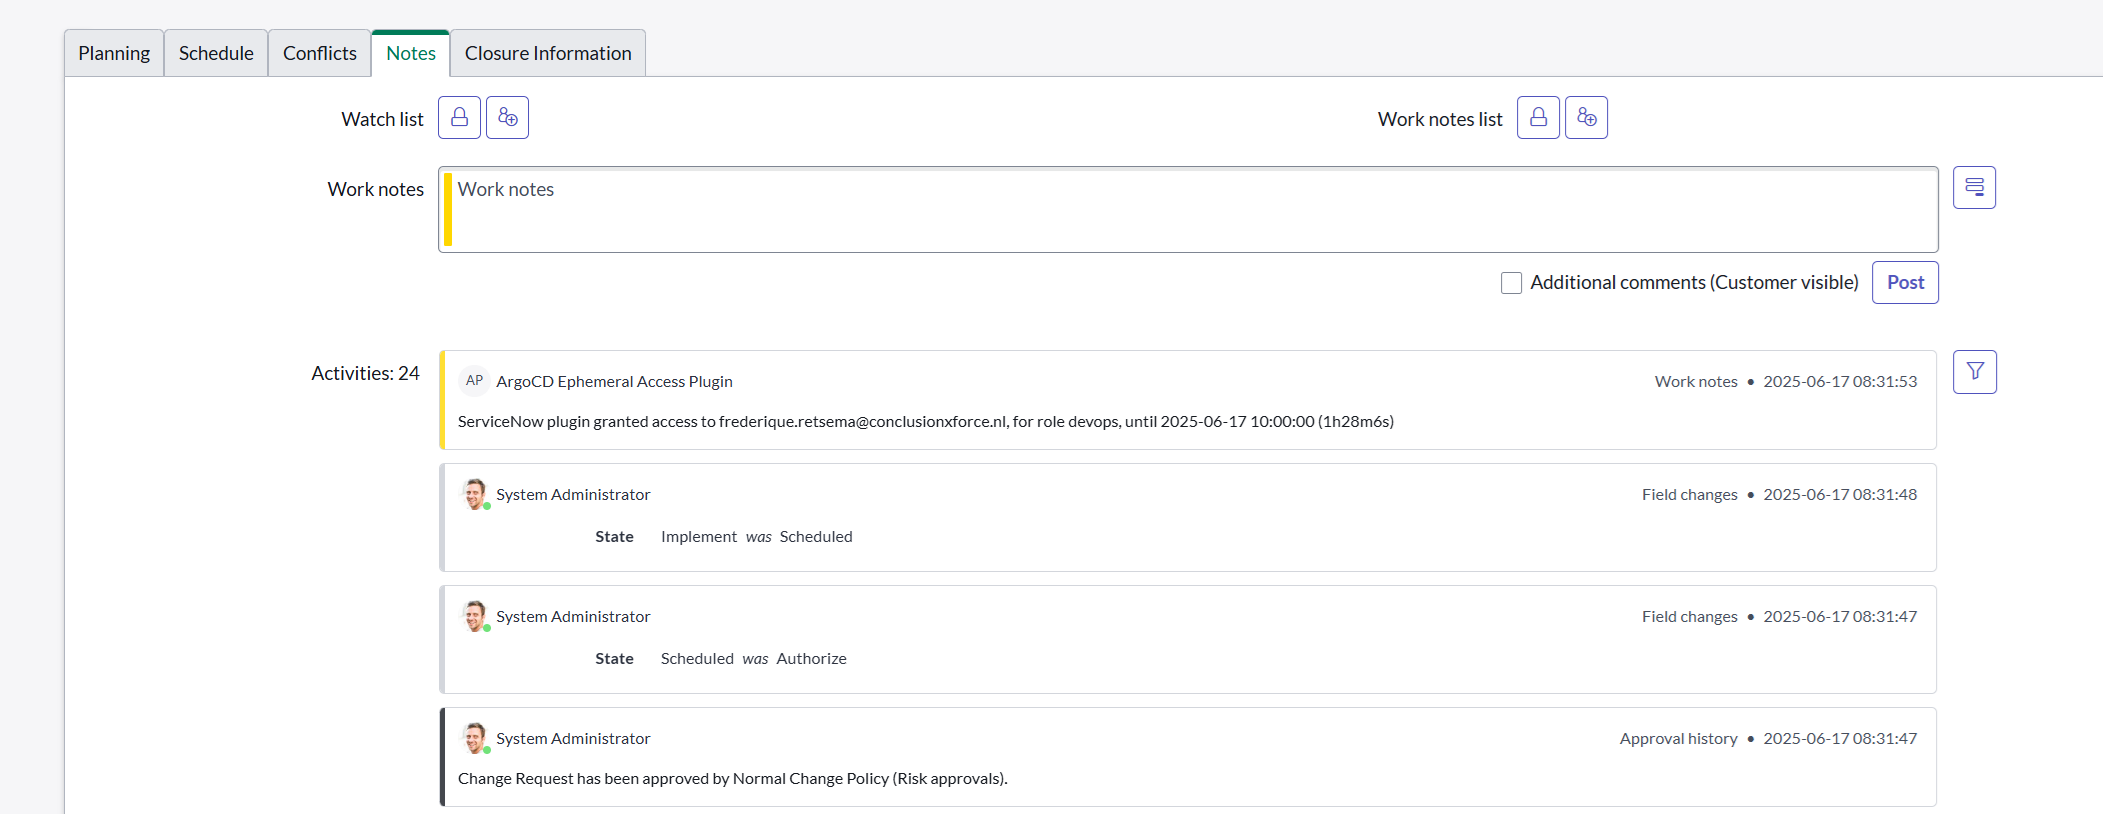 Planning Schedule Conflicts Notes Closure Information
Watch list Work notes list
Work notes Work notes
Additional comments (Customer visible) Post
Activities: 24
AP ArgoCD Ephemeral Access Plugin Work notes • 2025-06-17 08:31:53
ServiceNow plugin granted access to frederique.retsema@conclusionxforce.nl, for role devops, until 2025-06-17 10:00:00 (1h28m6s)
System Administrator Field changes • 2025-06-17 08:31:48
State Implement was Scheduled
System Administrator Field changes • 2025-06-17 08:31:47
State Scheduled was Authorize
System Administrator Approval history • 2025-06-17 08:31:47
Change Request has been approved by Normal Change Policy (Risk approvals).